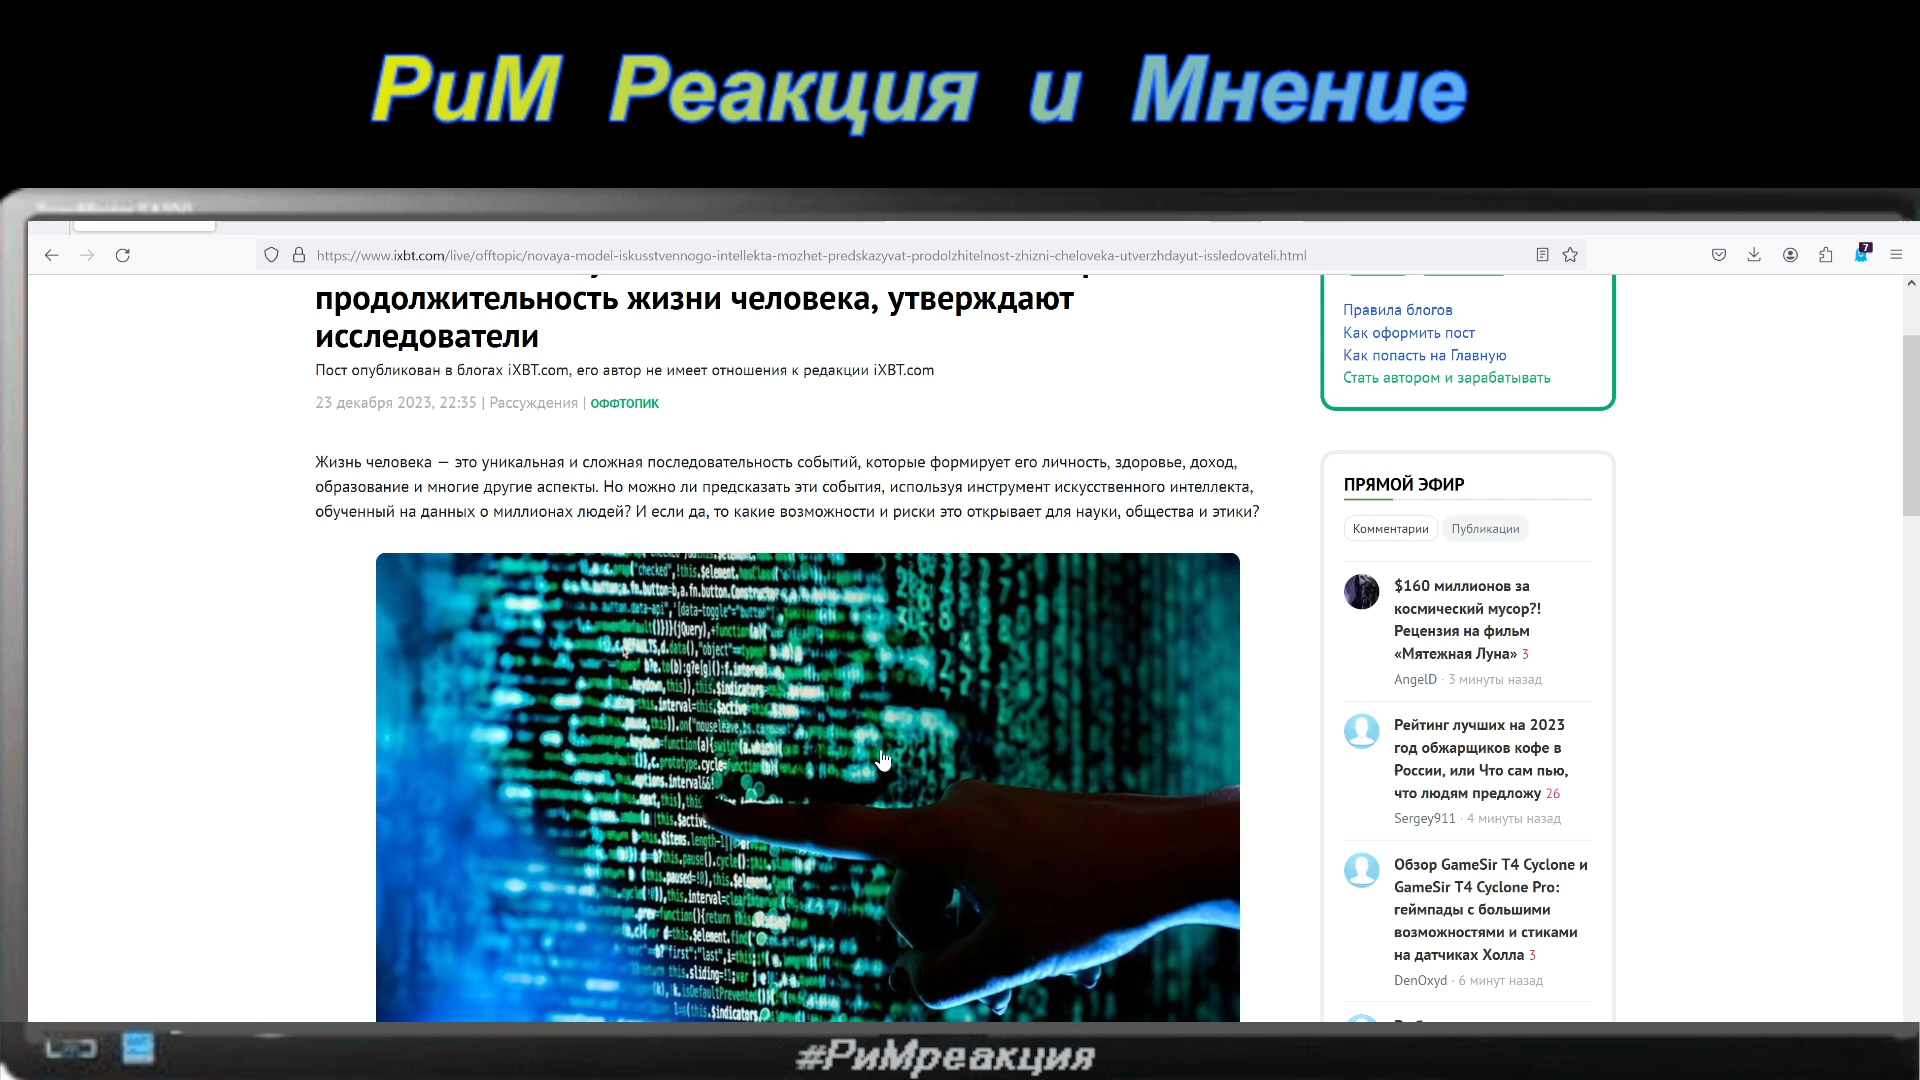 РиМ Реакция и Мнение
https://www.ixbt.com/live/offtopic/novaya-model-iskusstvennogo-intellekta-mozhet-predskazyvat-prodolzhitelnost-zhizni-cheloveka-utverzhdayut-issledovateli.html
7
продолжительность жизни человека, утверждают
исследователи
Пост опубликован в блогах iXBT.com, его автор не имеет отношения к редакции iXBT.com
23 декабря 2023, 22:35 | Рассуждения | ОФФТОПИК
Жизнь человека — это уникальная и сложная последовательность событий, которые формирует его личность, здоровье, доход,
образование и многие другие аспекты. Но можно ли предсказать эти события, используя инструмент искусственного интеллекта,
обученный на данных о миллионах людей? И если да, то какие возможности и риски это открывает для науки, общества и этики?
Правила блогов
Как оформить пост
Как попасть на Главную
Стать автором и зарабатывать
ПРЯМОЙ ЭФИР
Комментарии Публикации
$160 миллионов за
космический мусор?!
Рецензия на фильм
«Мятежная Луна» 3
AngelD · 3 минуты назад
Рейтинг лучших на 2023
год обжарщиков кофе в
России, или Что сам пью,
что людям предложу 26
Sergey911 · 4 минуты назад
Обзор GameSir T4 Cyclone и
GameSir T4 Cyclone Pro:
геймпады с большими
возможностями и стиками
на датчиках Холла 3
DenOxyd · 6 минут назад
#РиМреакция